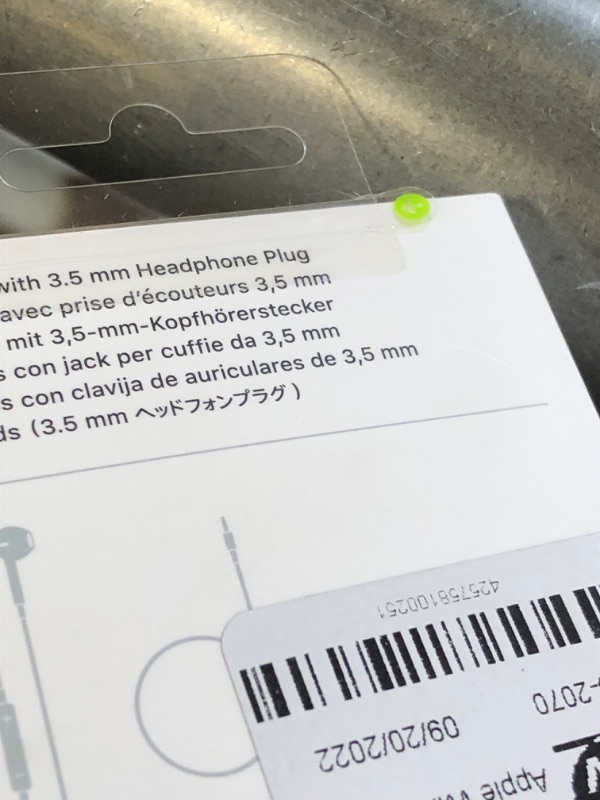 with 3.5 mm Headphone Plug
avec prise d'écouteurs 3,5 mm
mit 3,5-mm-Kopfhörerstecker
s con jack per cuffie da 3,5 mm
s con clavija de auriculares de 3,5 mm
ds (3.5 mm ヘッドフォンプラグ)
425758100251
-2070
09/20/2022
Apple